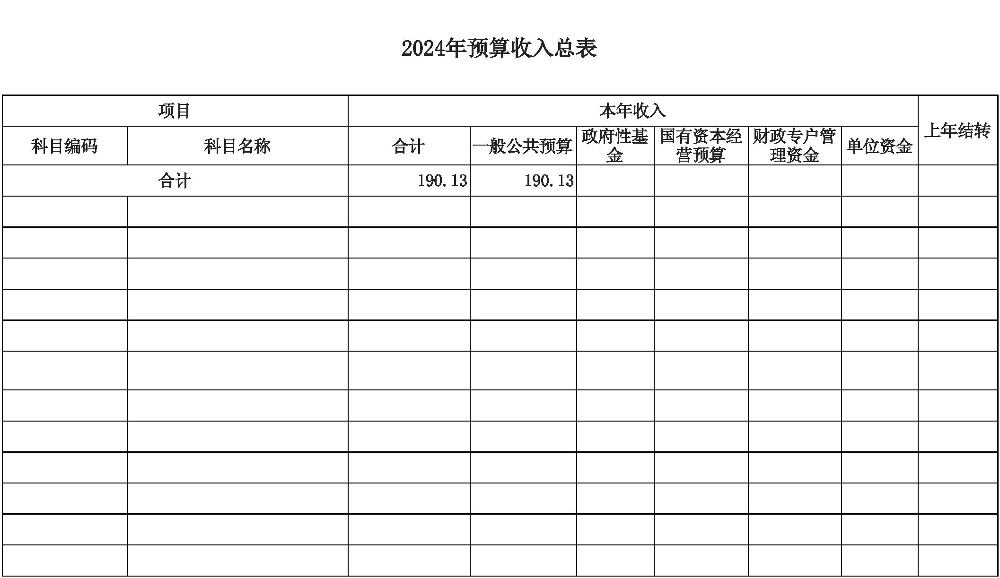 2024年预算收入总表
项目
本年收入
上年结转
科目编码
科目名称
合计
一般公共预算
政府性基
金
国有资本经
营预算
财政专户管
理资金
单位资金
合计
190.13
190.13